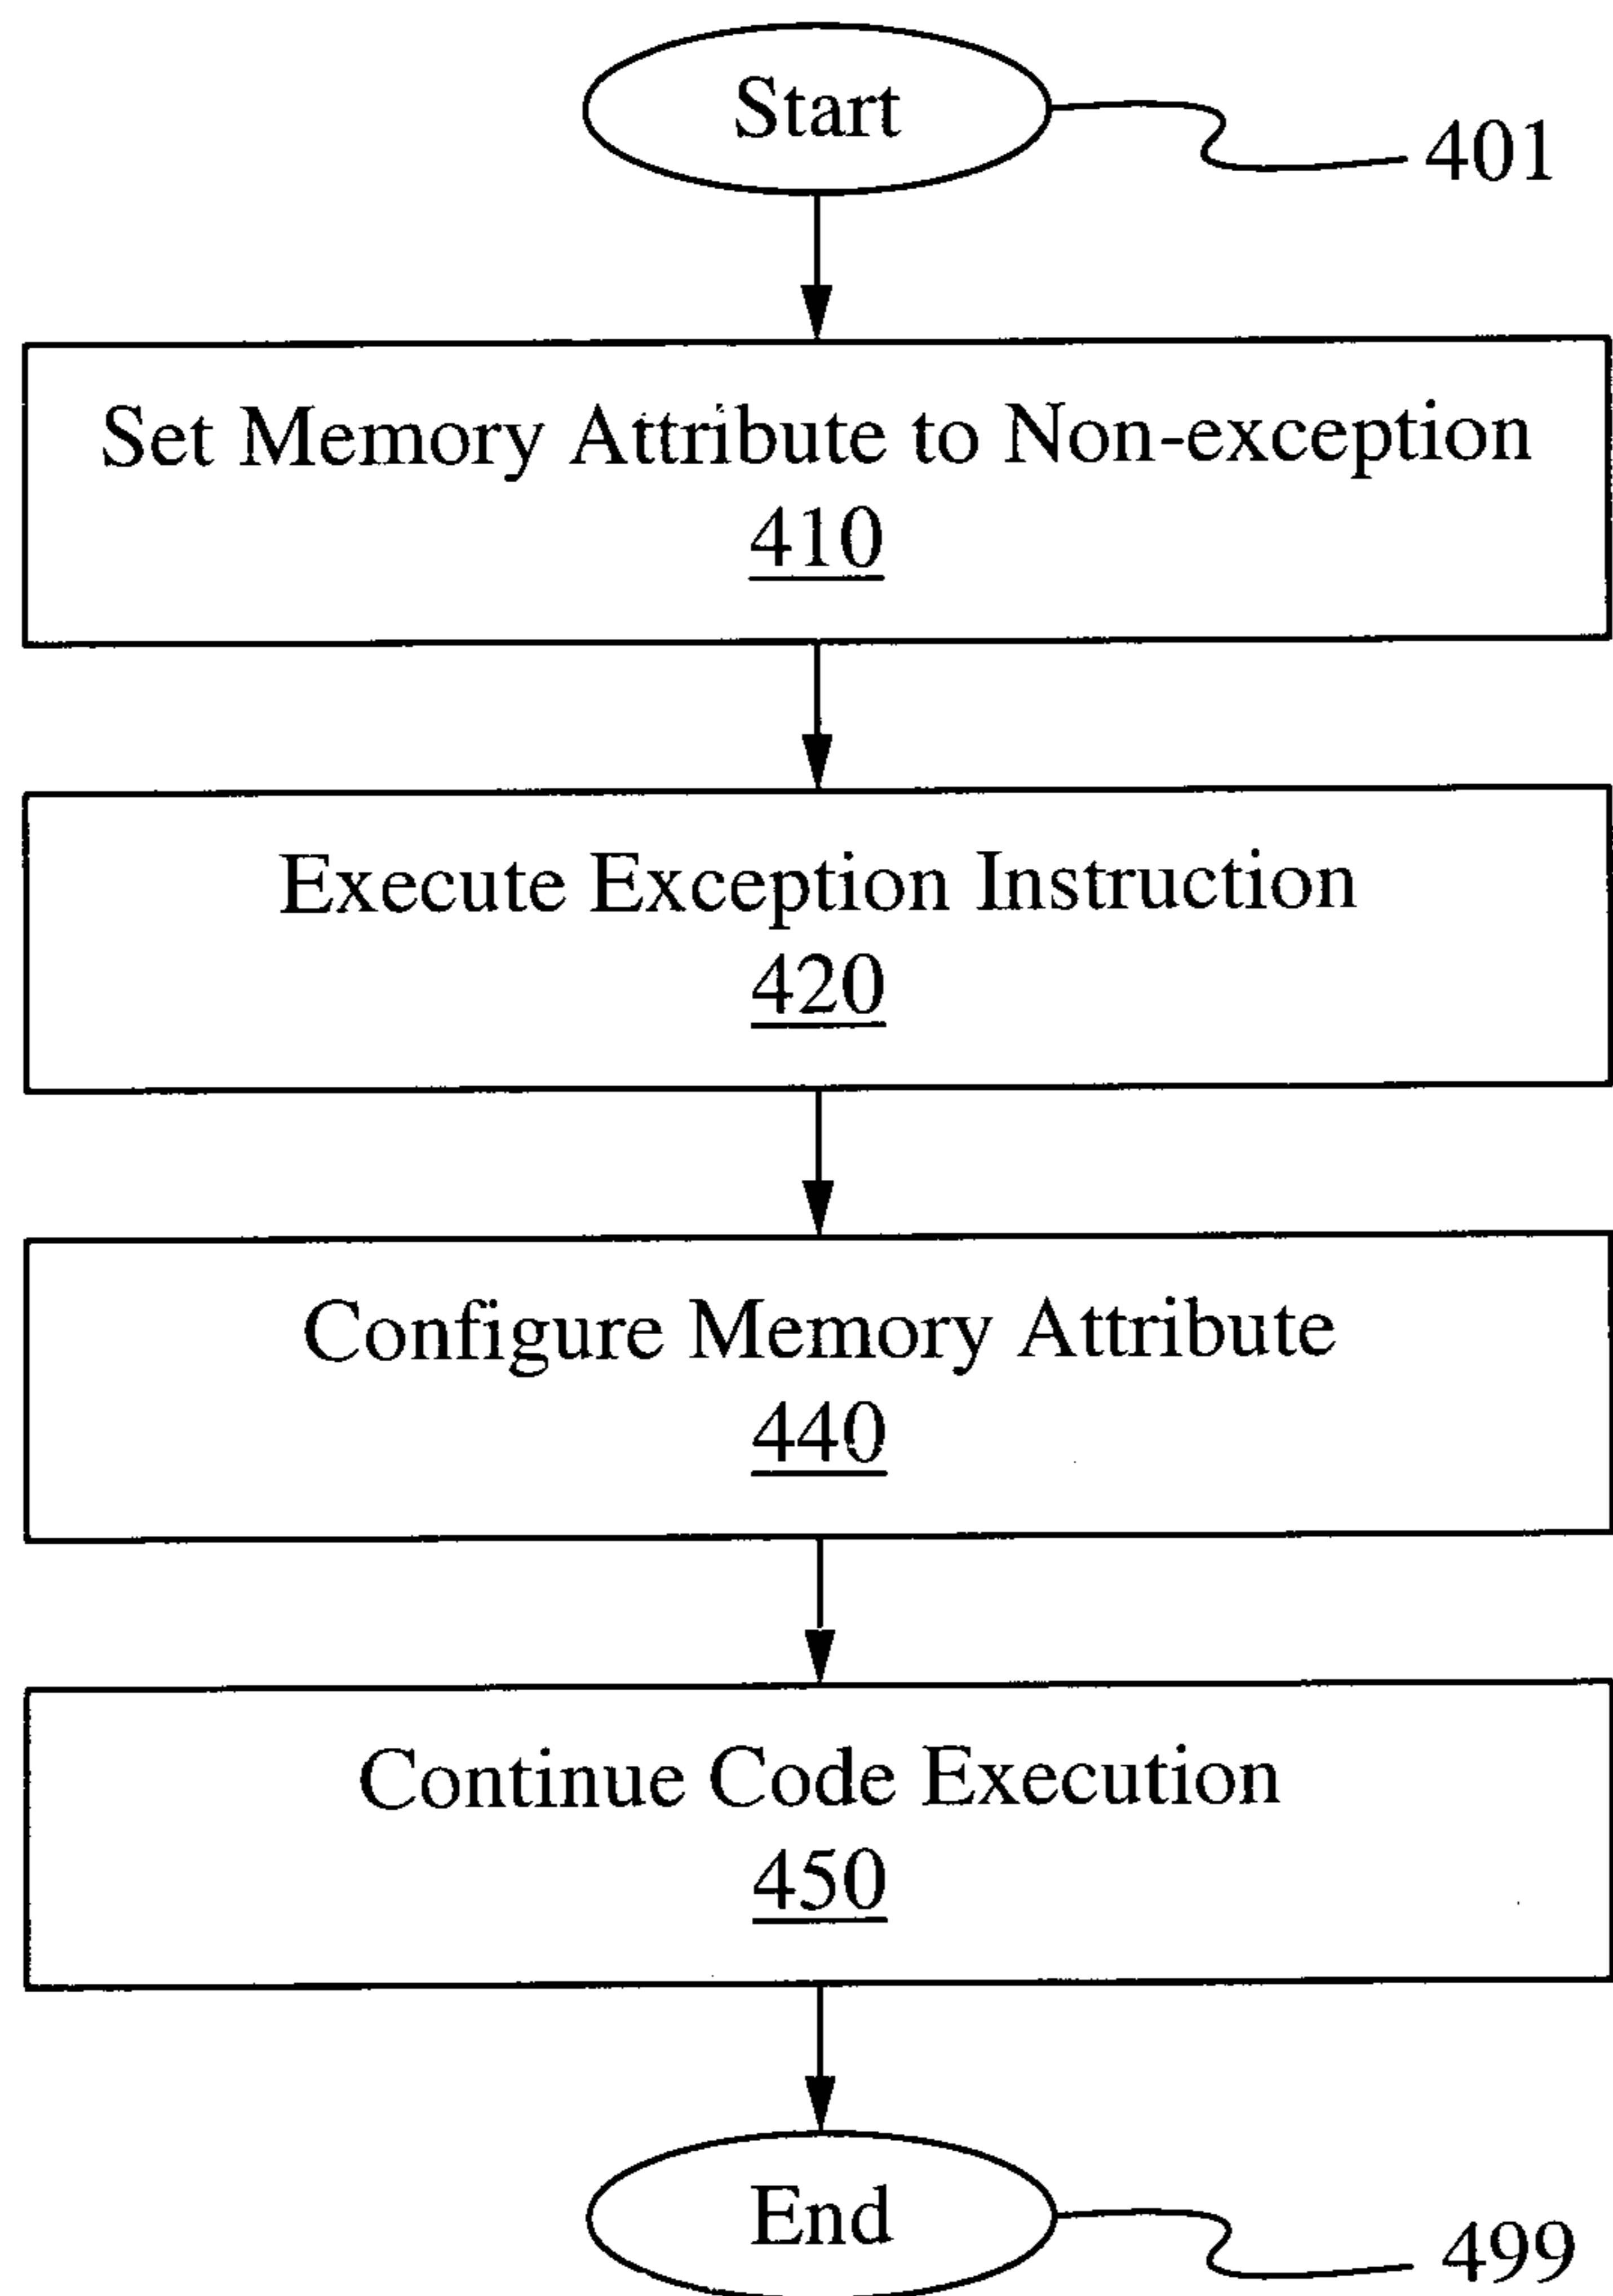 Start
401
Set Memory Attribute to Non-exception
410
Execute Exception Instruction
420
Configure Memory Attribute
440
Continue Code Execution
450
End
499